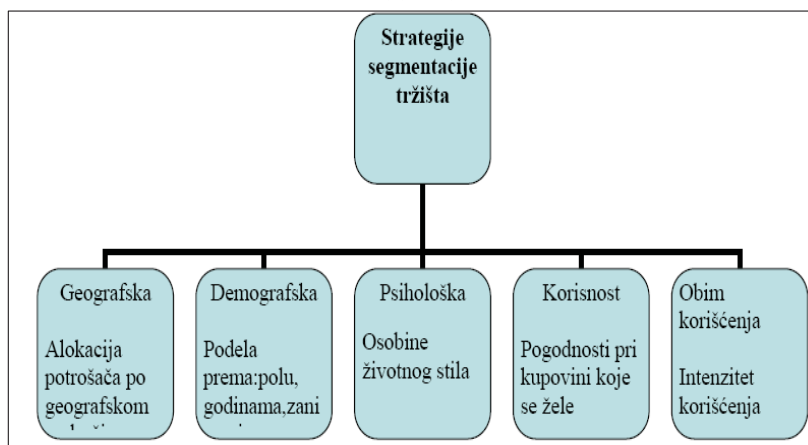 Strategije
segmentacije
tržišta
Geografska
Alokacija
potrošača po
geografskom
Demografska
Podela
prema:polu,
godinama,zani
Psihološka
Osobine
životnog stila
Korisnost
Pogodnosti pri
kupovini koje
se žele
Obim
korišćenja
Intenzitet
korišćenja